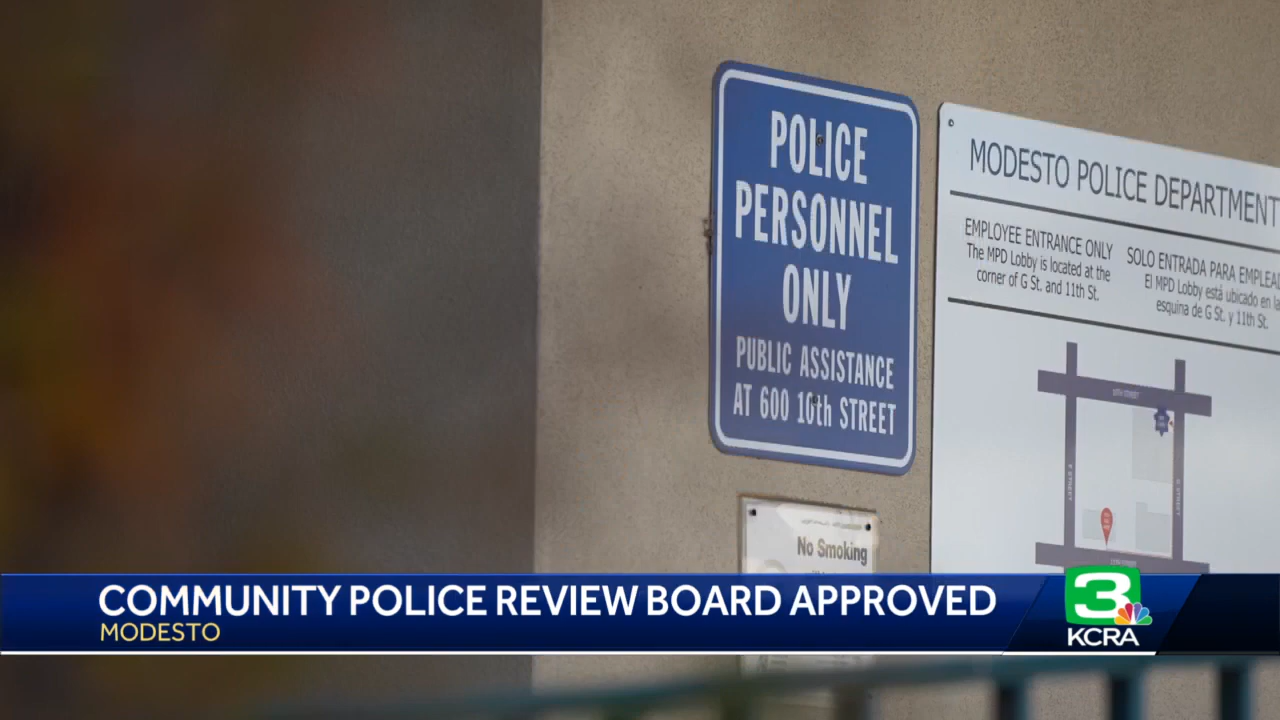 POLICE
PERSONNEL
ONLY
PUBLIC ASSISTANCE
AT 600 10th STREET
MODESTO POLICE DEPARTMENT
EMPLOYEE ENTRANCE ONLY
The MPD Lobby is located at the
corner of G St. and 11th St.
SOLO ENTRADA PARA
El MPD Lobby está ubicado en
esquina de G St. y 11th St.
No Smoking
COMMUNITY POLICE REVIEW BOARD APPROVED
MODESTO
3
KCRA